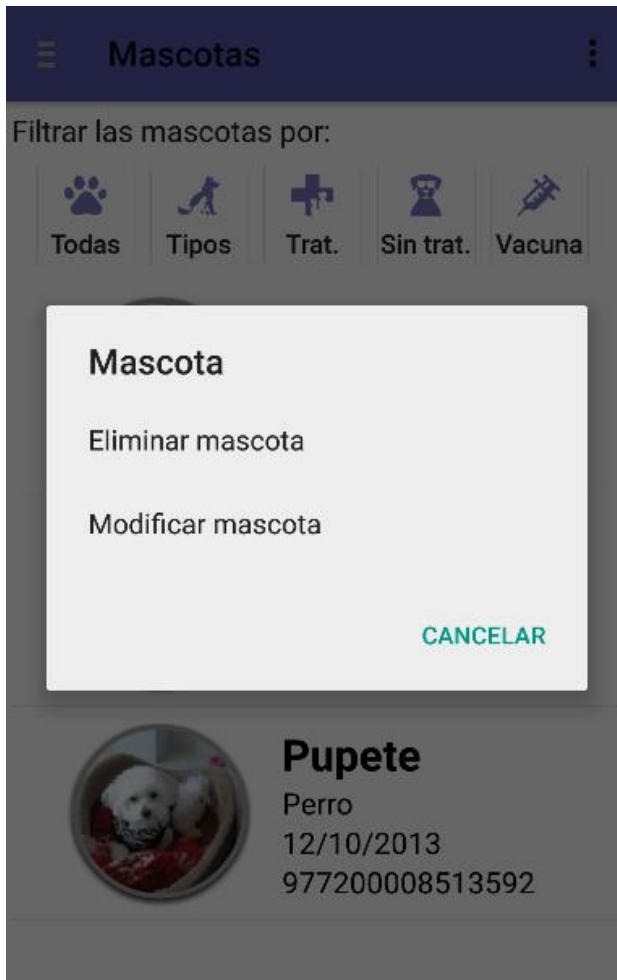 Mascotas
Filtrar las mascotas por:
Todas Tipos Trat. Sin trat. Vacuna
Mascota
Eliminar mascota
Modificar mascota
CANCELAR
Pupete
Perro
12/10/2013
977200008513592